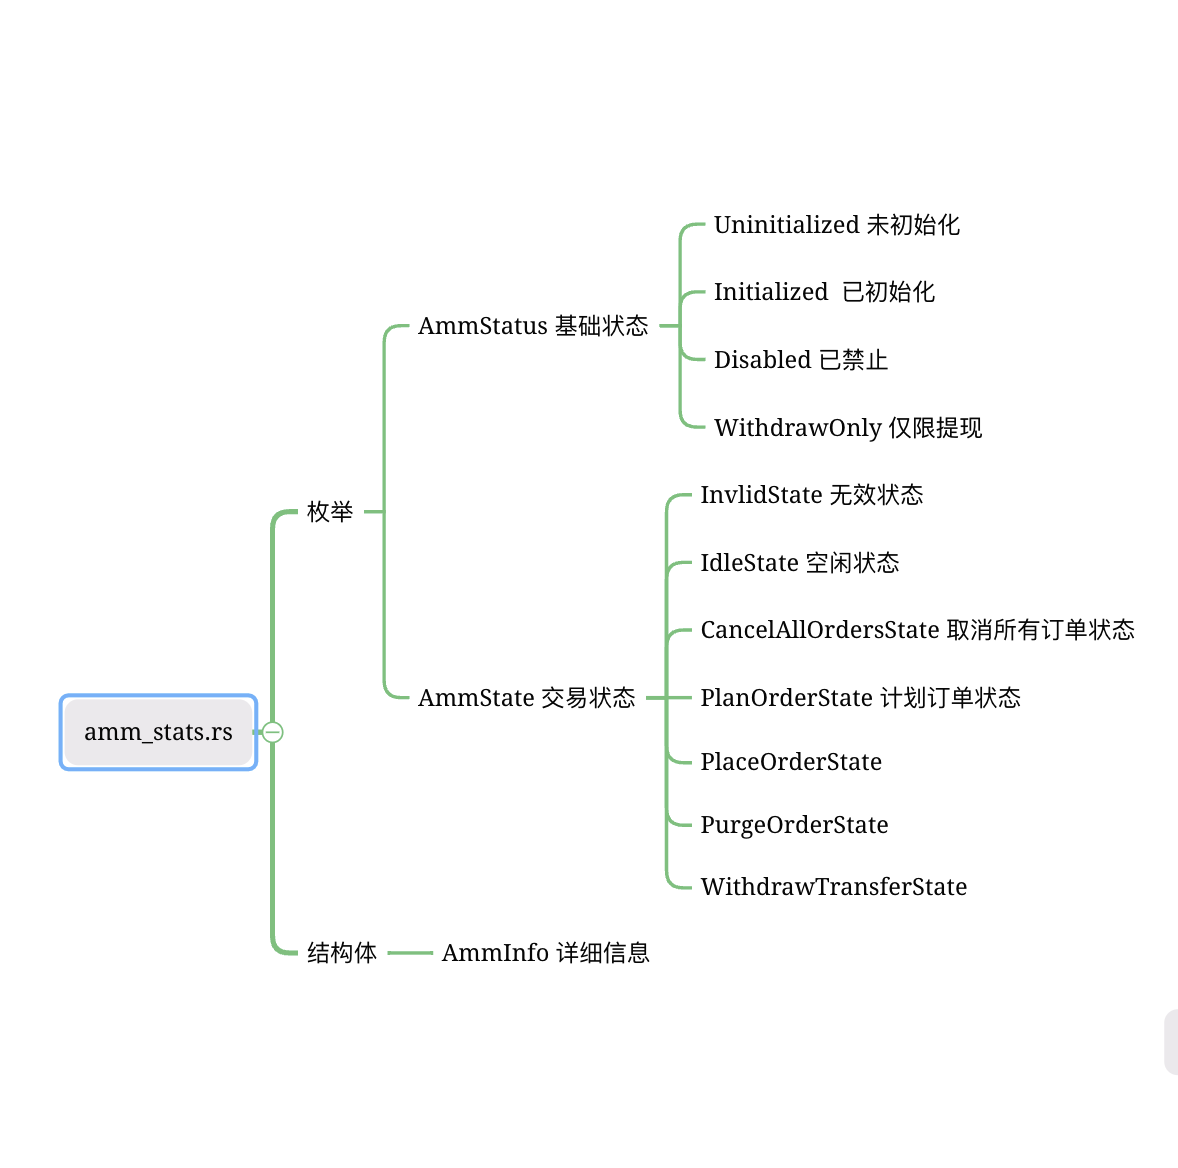 Uninitialized 未初始化
Initialized  已初始化
AmmStatus 基础状态
Disabled 已禁止
WithdrawOnly 仅限提现
InvlidState 无效状态
枚举
IdleState 空闲状态
CancelAllOrdersState 取消所有订单状态
AmmState 交易状态
PlanOrderState 计划订单状态
amm_stats.rs
PlaceOrderState
PurgeOrderState
WithdrawTransferState
结构体
AmmInfo 详细信息